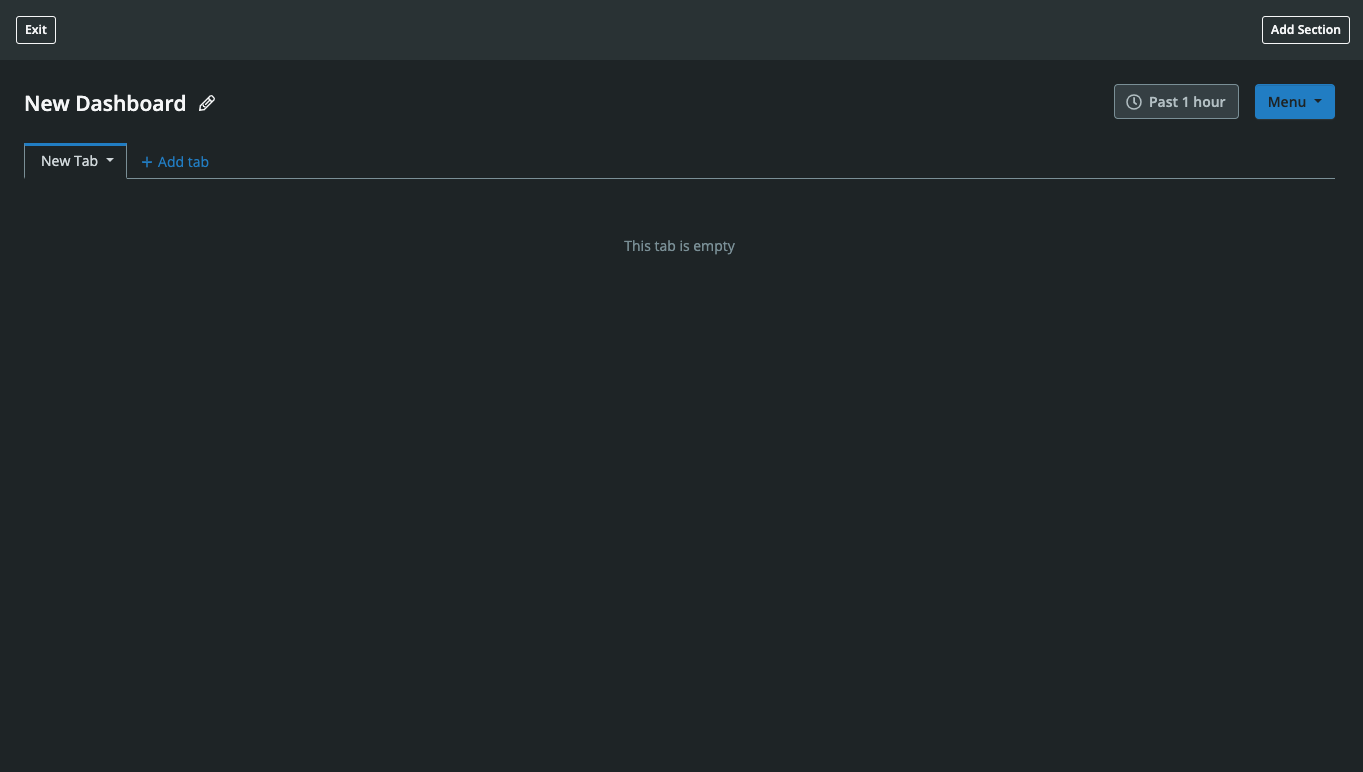 Exit
Add Section
New Dashboard
Past 1 hour
Menu
New Tab
+ Add tab
This tab is empty